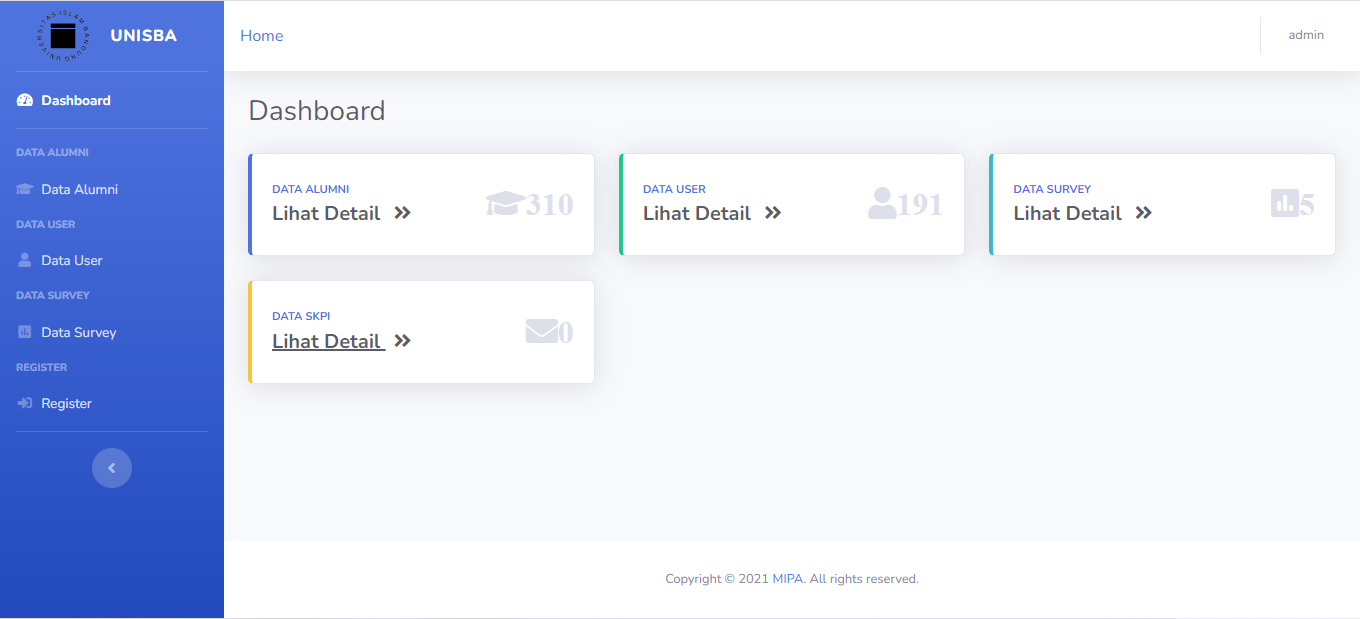 UNIVERSITAS ISLAM BANDUNG
UNISBA
Home
admin
Dashboard
DATA ALUMNI
Data Alumni
DATA USER
Data User
DATA SURVEY
Data Survey
REGISTER
Register
Dashboard
DATA ALUMNI
Lihat Detail
310
DATA USER
Lihat Detail
191
DATA SURVEY
Lihat Detail
5
DATA SKPI
Lihat Detail
0
Copyright © 2021 MIPA. All rights reserved.